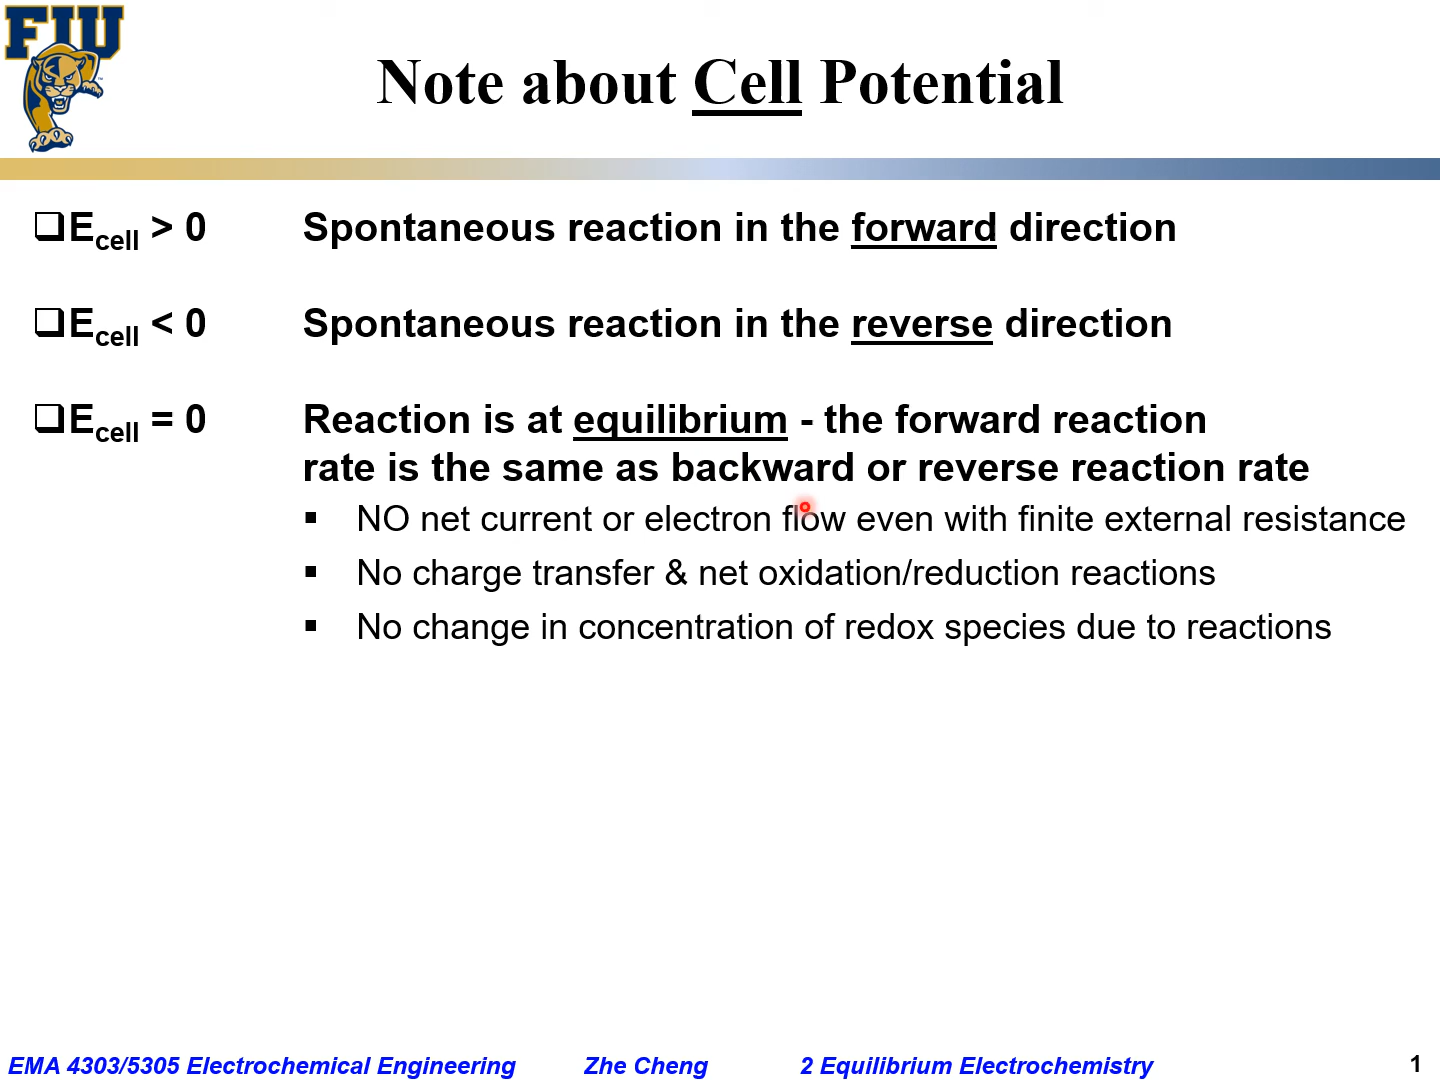 FIU
Note about Cell Potential
❑Ecell > 0 Spontaneous reaction in the forward direction
❑Ecell < 0 Spontaneous reaction in the reverse direction
❑Ecell = 0 Reaction is at equilibrium - the forward reaction
rate is the same as backward or reverse reaction rate
▪ NO net current or electron flow even with finite external resistance
▪ No charge transfer & net oxidation/reduction reactions
▪ No change in concentration of redox species due to reactions
EMA 4303/5305 Electrochemical Engineering Zhe Cheng 2 Equilibrium Electrochemistry 1